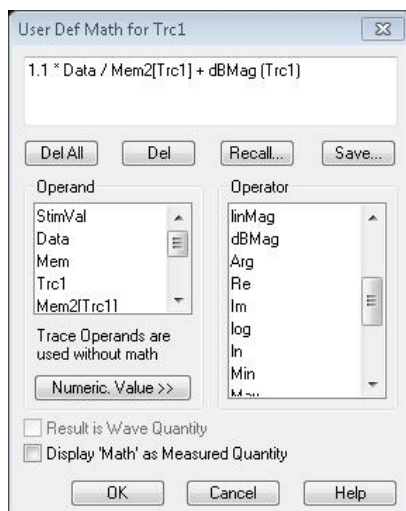 User Def Math for Trc1
1.1 * Data / Mem2[Trc1] + dBMag (Trc1)
Del All
Del
Recall...
Save...
Operand
StimVal
Data
Mem
Trc1
Mem2[Trc1]
Trace Operands are
used without math
Numeric. Value >>
Operator
linMag
dBMag
Arg
Re
Im
log
ln
Min
Max
Result is Wave Quantity
Display 'Math' as Measured Quantity
OK
Cancel
Help